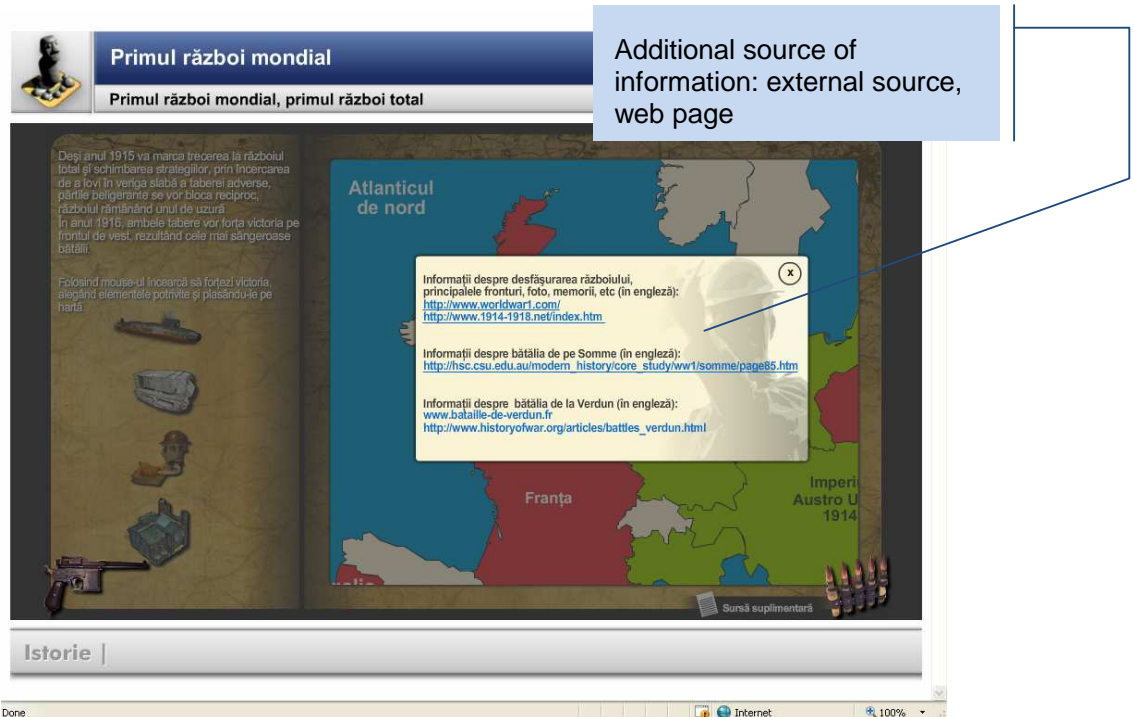 Primul război mondial
Primul război mondial, primul război total
Additional source of
information: external source,
web page
Deşi anul 1915 va marca trecerea la războiul
total şi schimbarea strategiilor, prin încercarea
de a lovi în veriga slabă a taberei adverse,
părţile beligerante se vor bloca reciproc,
războiul rămânând unul de uzură.
În anul 1916, ambele tabere vor forţa victoria pe
frontul de vest, rezultând cele mai sângeroase
bătălii.
Folosind mouse-ul încearcă să forţezi victoria,
alegând elementele potrivite şi plasându-le pe
hartă.
Atlanticul
de nord
x
Informaţii despre desfăşurarea războiului,
principalele fronturi, foto, memorii, etc (în engleză):
http://www.worldwar1.com/
http://www.1914-1918.net/index.htm
Informaţii despre bătălia de pe Somme (în engleză):
http://hsc.csu.edu.au/modern_history/core_study/ww1/somme/page85.htm
Informaţii despre bătălia de la Verdun (în engleză):
www.bataille-de-verdun.fr
http://www.historyofwar.org/articles/battles_verdun.html
Franţa
Imperi
Austro U
1914
Sursă suplimentară
Istorie |
Done
Internet
100%